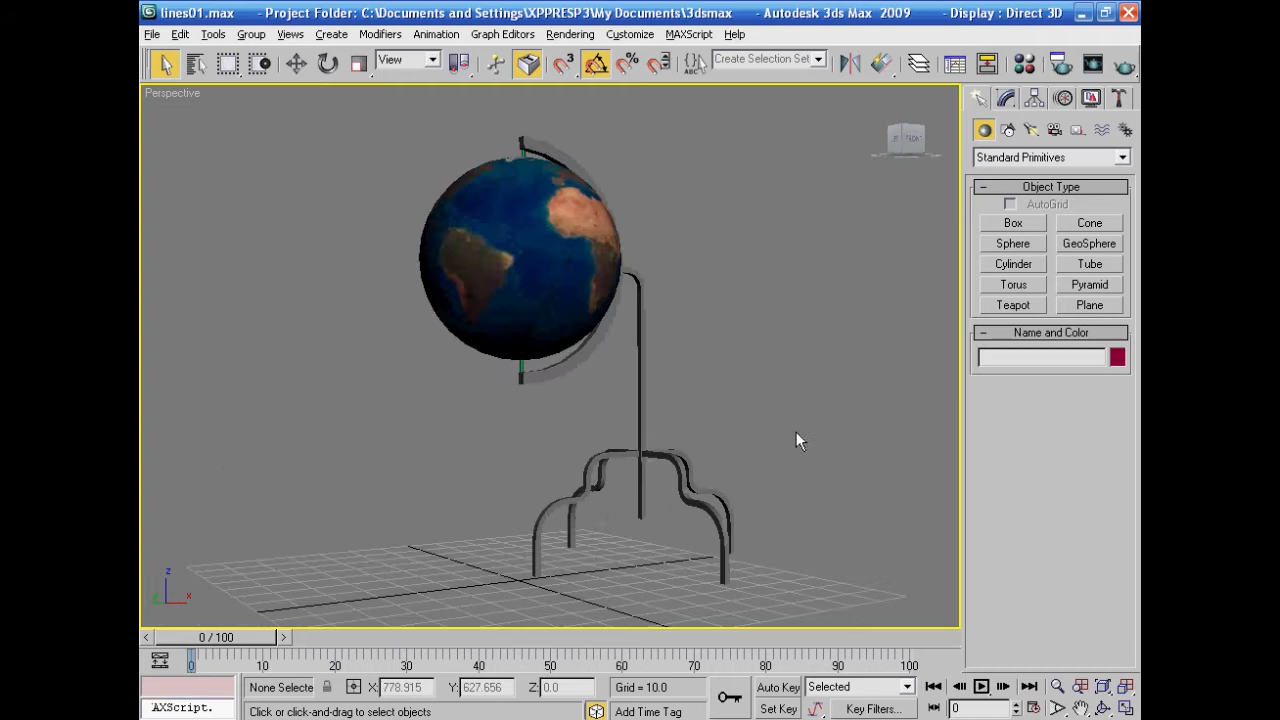 lines01.max - Project Folder: C:\Documents and Settings\XPPRESP3\My Documents\3dsmax - Autodesk 3ds Max 2009 - Display : Direct 3D
File Edit Tools Group Views Create Modifiers Animation Graph Editors Rendering Customize MAXScript Help
View
3
%
ABC
Create Selection Set
Perspective
FRONT
Standard Primitives
Object Type
AutoGrid
Box Cone
Sphere GeoSphere
Cylinder Tube
Torus Pyramid
Teapot Plane
Name and Color
z
x
0 / 100
0 10 20 30 40 50 60 70 80 90 100
None Selecte X: 778.915 Y: 627.656 Z: 0.0 Grid = 10.0 Auto Key Selected
'AXScript. Click or click-and-drag to select objects Add Time Tag Set Key Key Filters... 0